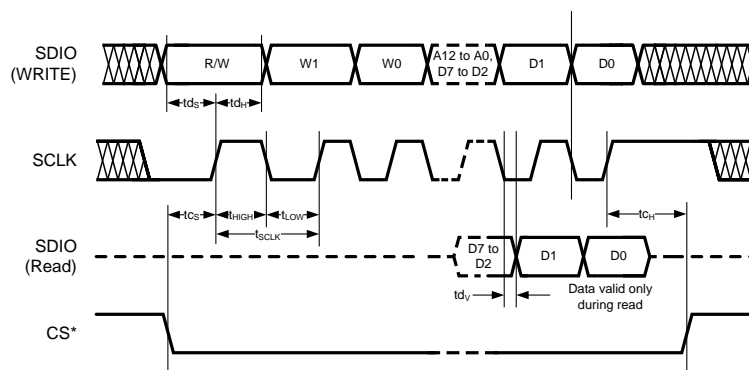 SDIO
(WRITE)
R/W
W1
W0
A12 to A0,
D7 to D2
D1
D0
tdS
tdH
SCLK
tcS
tHIGH
tLOW
tSCLK
tcH
SDIO
(Read)
D7 to
D2
D1
D0
tdV
Data valid only
during read
CS*